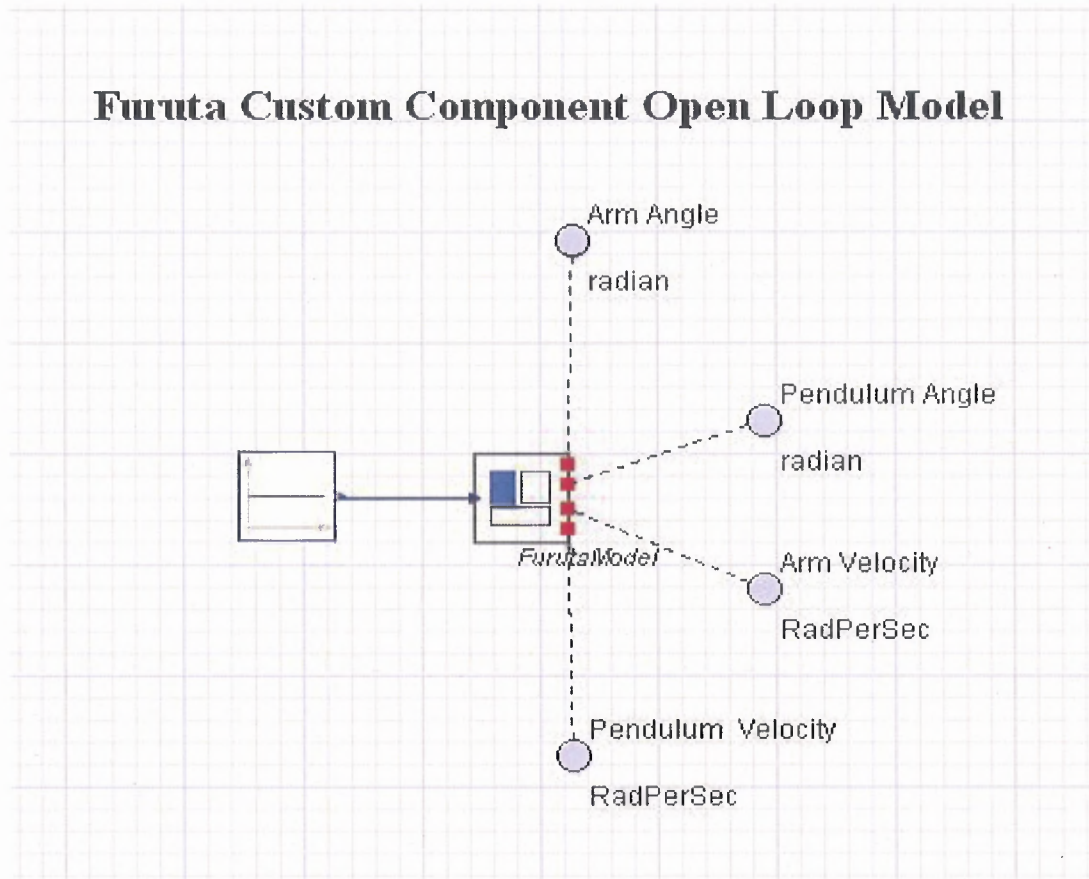 Furuta Custom Component Open Loop Model
Arm Angle
radian
Pendulum Angle
radian
FurutaModel
Arm Velocity
RadPerSec
Pendulum Velocity
RadPerSec